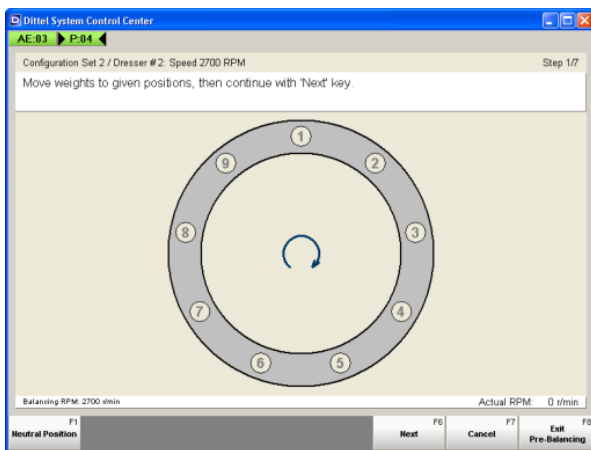 Dittel System Control Center
AE:03 P:04
Configuration Set 2 / Dresser #2: Speed 2700 RPM Step 1/7
Move weights to given positions, then continue with 'Next' key.
1
9 2
8 3
7 4
6 5
Balancing RPM: 2700 r/min Actual RPM: 0 r/min
F1 F6 F7 F8
Neutral Position Next Cancel Exit
Pre-Balancing